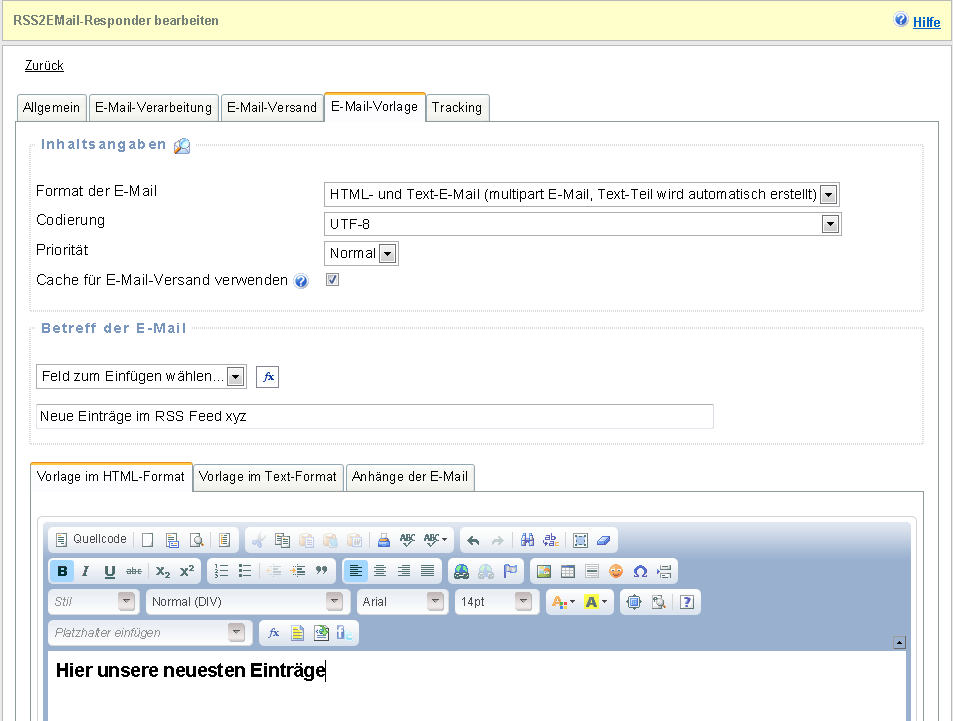 RSS2EMail-Responder bearbeiten
Hilfe
Zurück
Allgemein E-Mail-Verarbeitung E-Mail-Versand E-Mail-Vorlage Tracking
Inhaltsangaben
Format der E-Mail HTML- und Text-E-Mail (multipart E-Mail, Text-Teil wird automatisch erstellt)
Codierung UTF-8
Priorität Normal
Cache für E-Mail-Versand verwenden
Betreff der E-Mail
Feld zum Einfügen wählen... fx
Neue Einträge im RSS Feed xyz
Vorlage im HTML-Format Vorlage im Text-Format Anhänge der E-Mail
Quellcode ABC ABC
B I U abc X₂ X²
Stil Normal (DIV) Arial 14pt A A ?
Platzhalter einfügen fx
Hier unsere neuesten Einträge